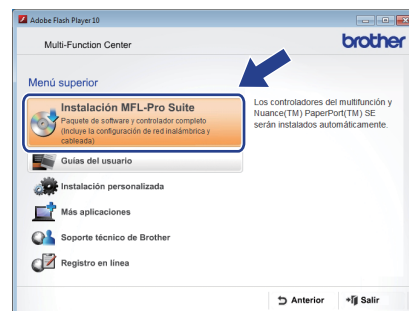 Adobe Flash Player 10
Multi-Function Center
brother
Menú superior
Instalación MFL-Pro Suite
Paquete de software y controlador completo
(Incluye la configuración de red inalámbrica y
cableada)
Los controladores del multifunción y
Nuance(TM) PaperPort(TM) SE
serán instalados automáticamente.
Guías del usuario
Instalación personalizada
Más aplicaciones
Soporte técnico de Brother
Registro en línea
Anterior
Salir